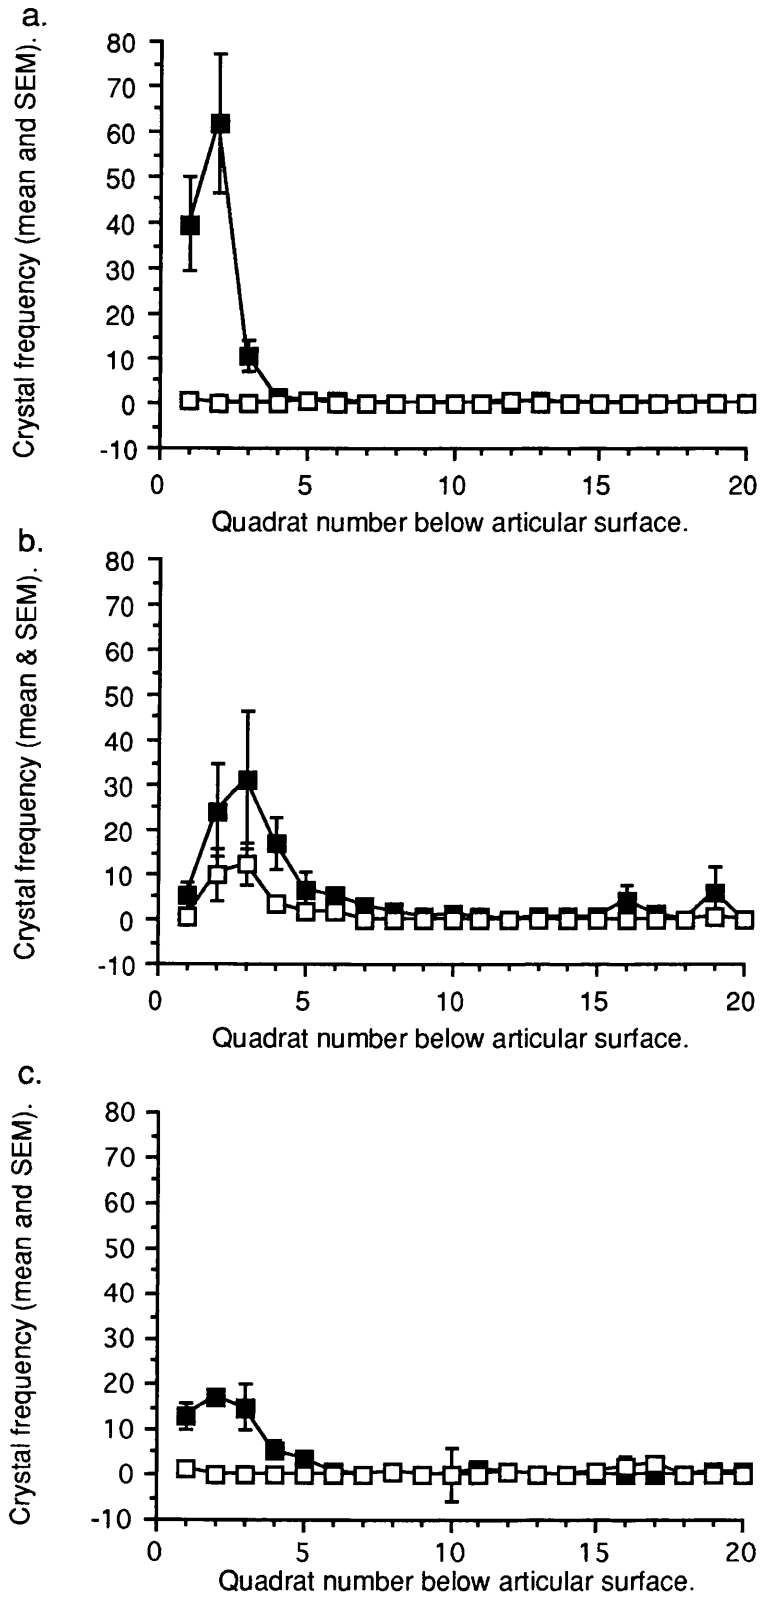 a.
Crystal frequency (mean and SEM).
80
70
60
50
40
30
20
10
0
-10
0 5 10 15 20
Quadrat number below articular surface.
b.
Crystal frequency (mean & SEM).
80
70
60
50
40
30
20
10
0
-10
0 5 10 15 20
Quadrat number below articular surface.
c.
Crystal frequency (mean and SEM).
80
70
60
50
40
30
20
10
0
-10
0 5 10 15 20
Quadrat number below articular surface.